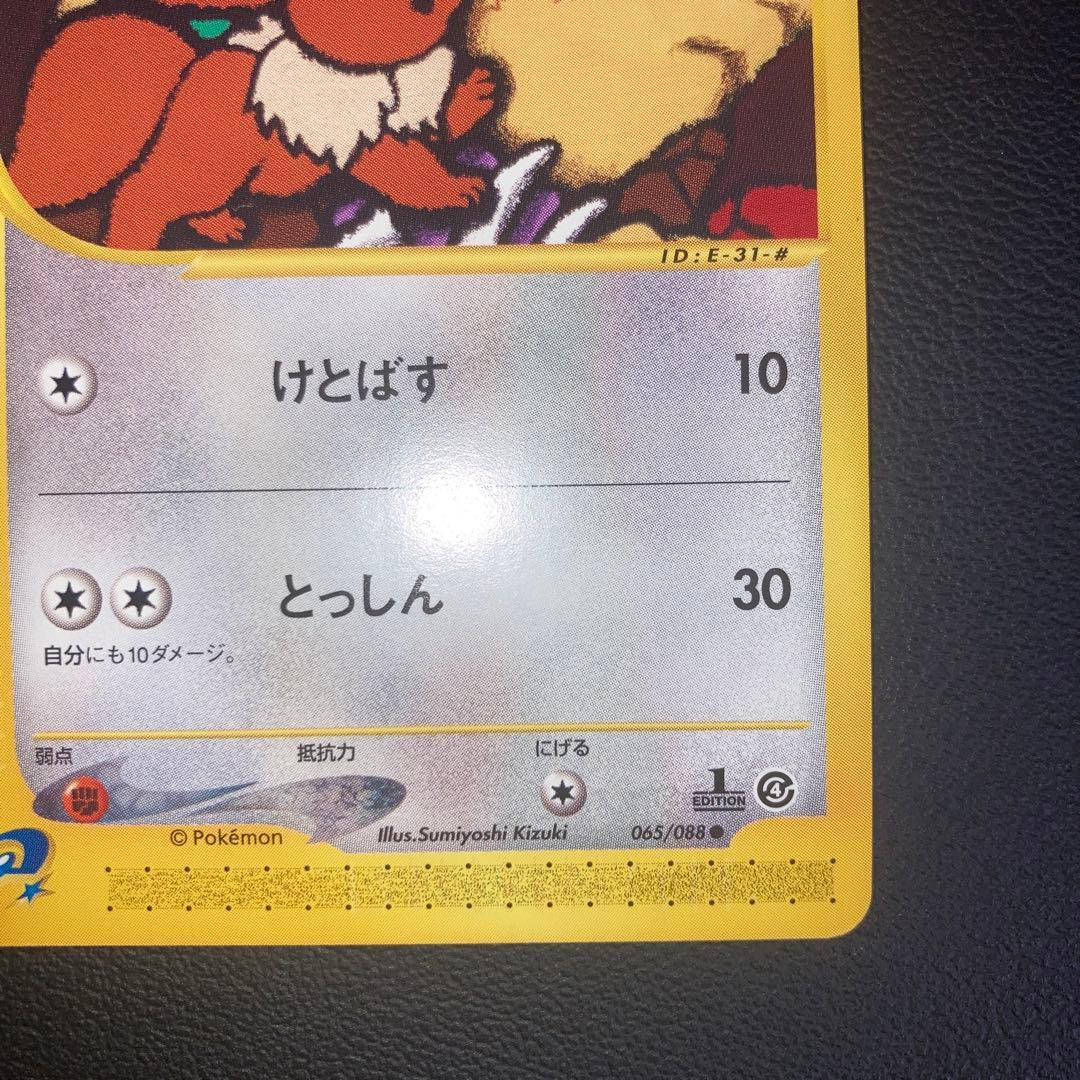 ID:E-31-#
けとばす 10
とっしん 30
自分にも10ダメージ。
弱点 抵抗力 にげる
1 EDITION 4
© Pokémon Illus.Sumiyoshi Kizuki 065/088●